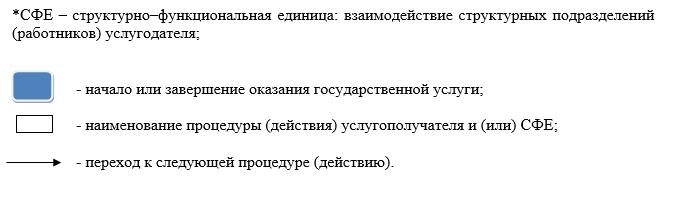 *СФЕ – структурно–функциональная единица: взаимодействие структурных подразделений
(работников) услугодателя;
- начало или завершение оказания государственной услуги;
- наименование процедуры (действия) услугополучателя и (или) СФЕ;
- переход к следующей процедуре (действию).